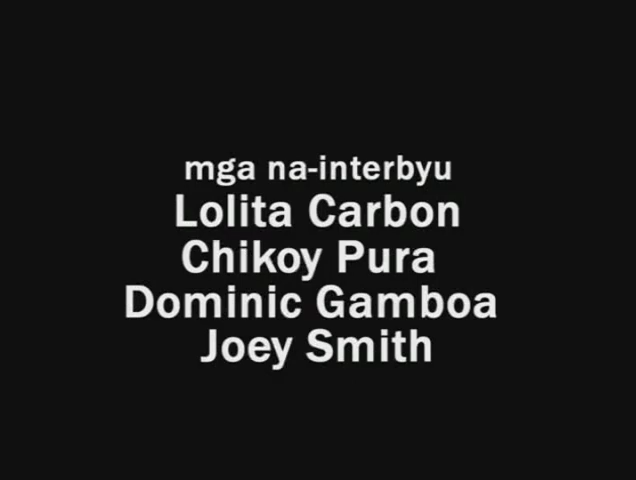 mga na-interbyu
Lolita Carbon
Chikoy Pura
Dominic Gamboa
Joey Smith